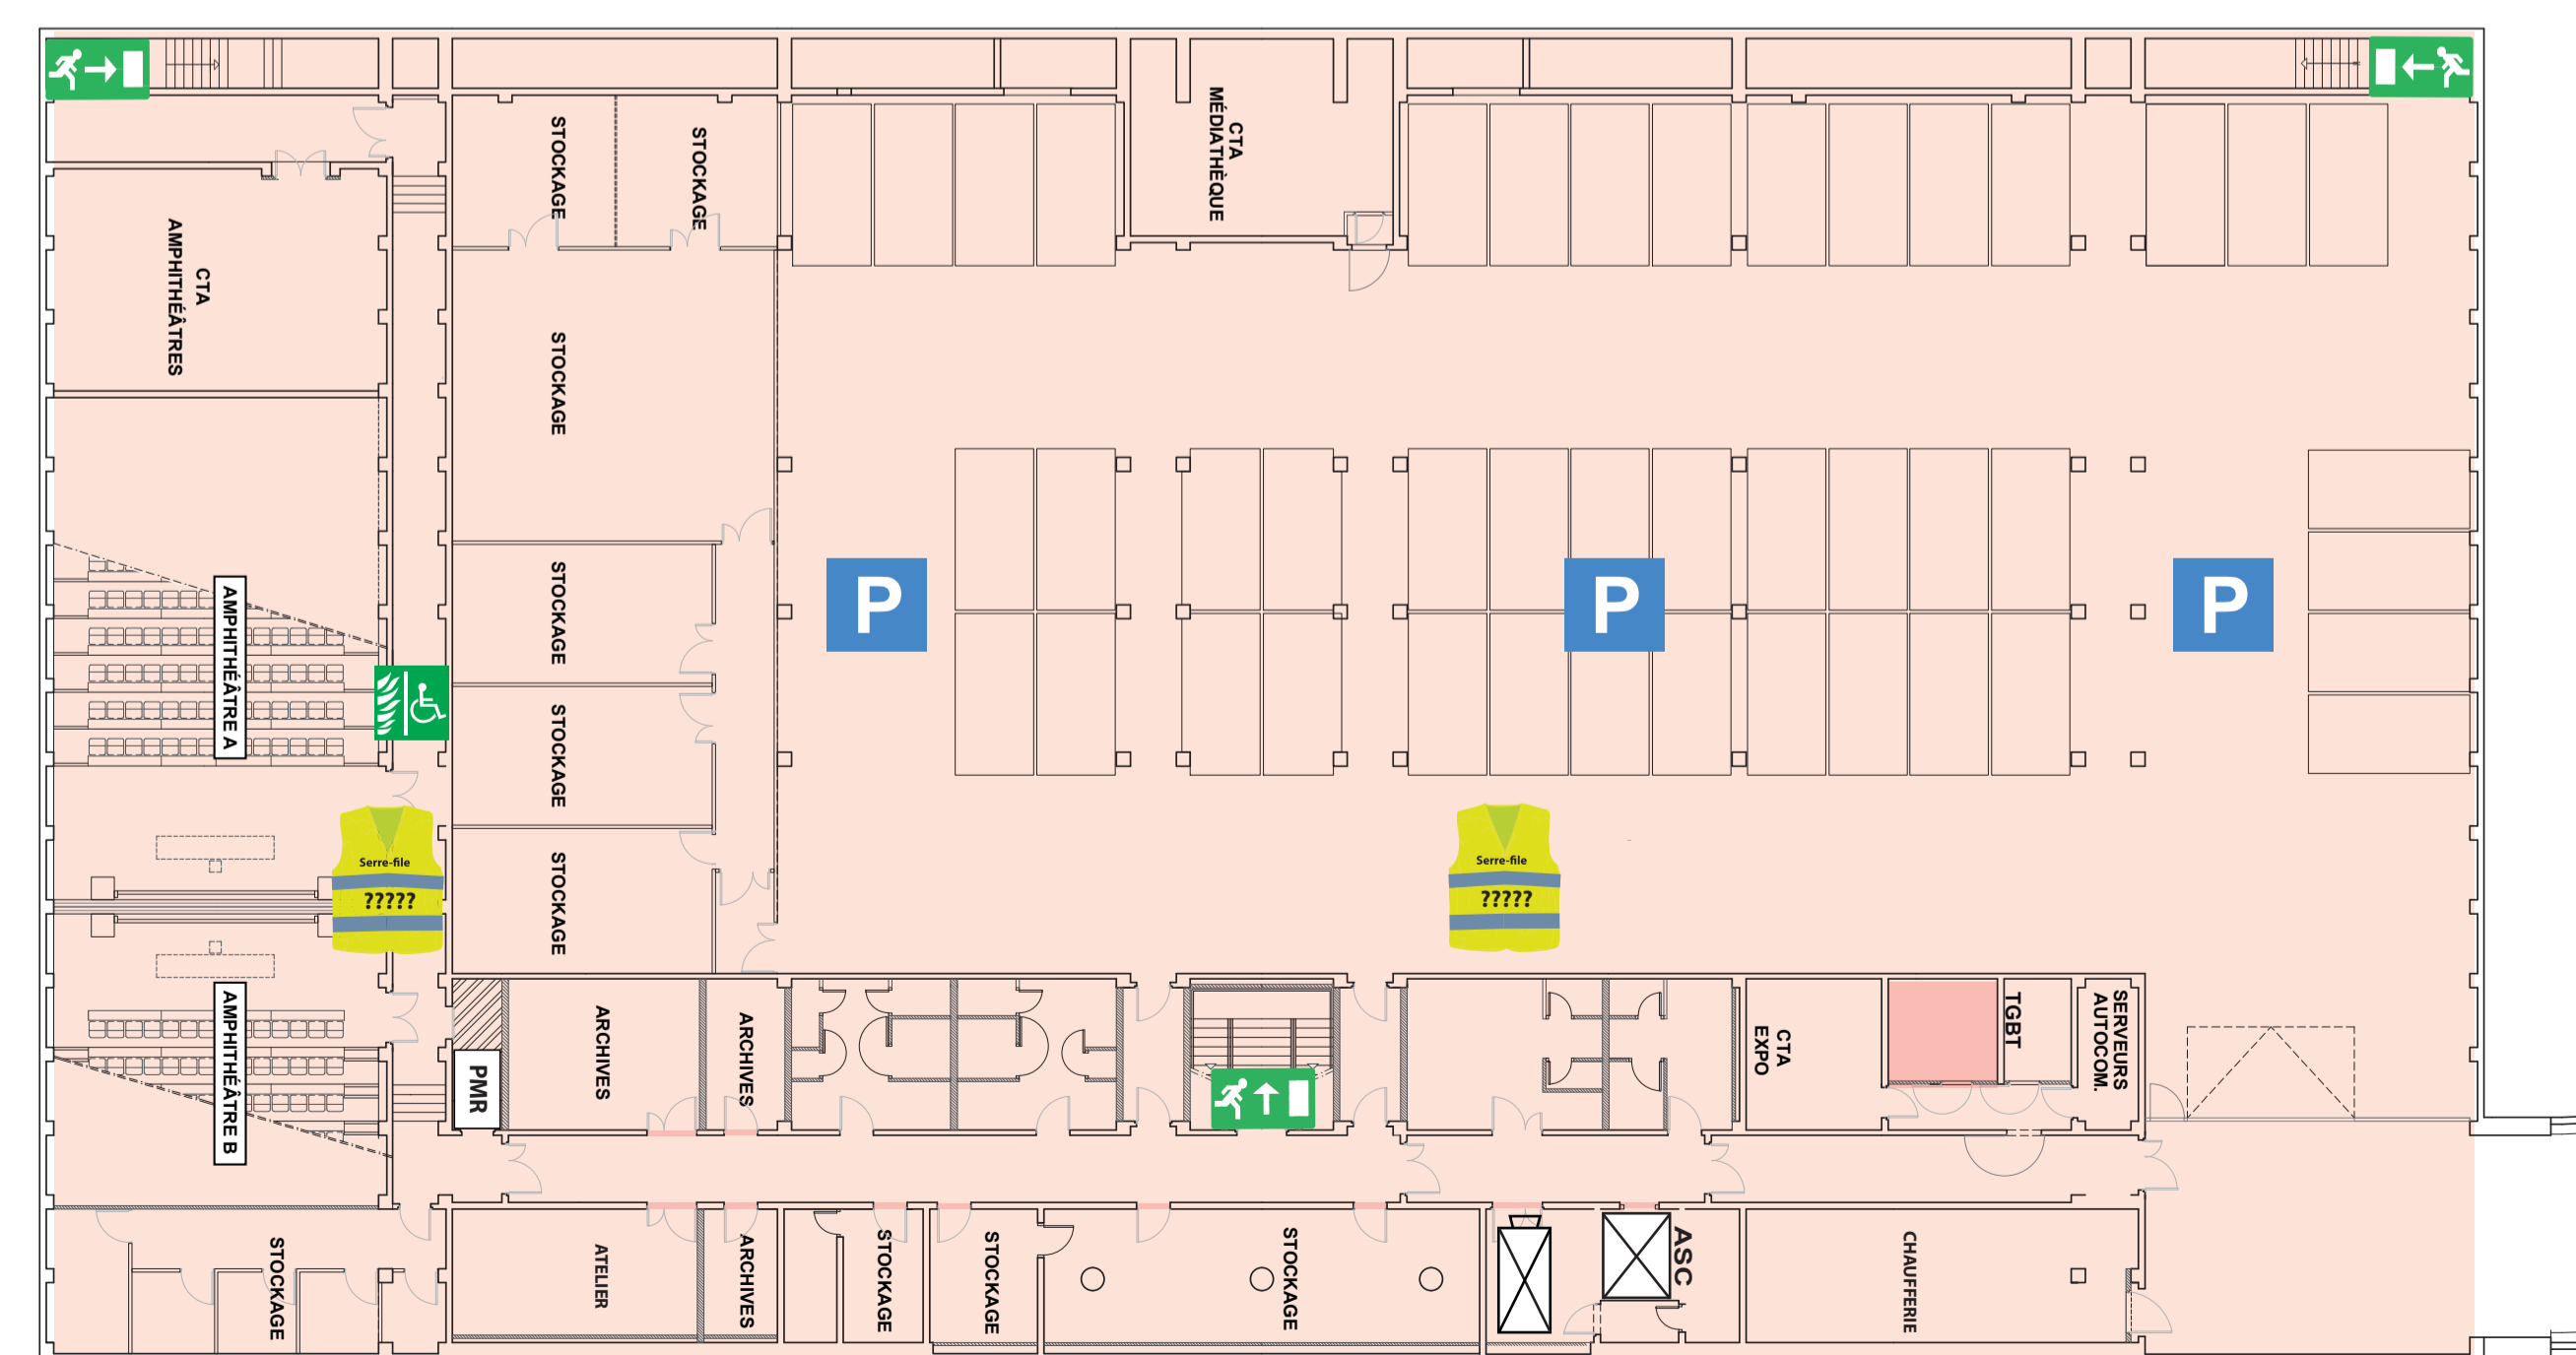 STOCKAGE
STOCKAGE
CTA
MÉDIATHÈQUE
CTA
AMPHITHÉÂTRES
STOCKAGE
STOCKAGE
AMPHITHÉÂTRE A
P
P
P
STOCKAGE
Serre-file
?????
Serre-file
?????
STOCKAGE
AMPHITHÉÂTRE B
PMR
ARCHIVES
ARCHIVES
CTA
EXPO
TGBT
SERVEURS
AUTOCOM.
STOCKAGE
ATELIER
ARCHIVES
STOCKAGE
STOCKAGE
STOCKAGE
ASC
CHAUFFERIE